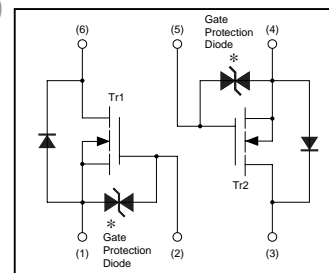 Gate
Protection
Diode
(6)
(5)
(4)
*
Tr1
Tr2
*
(1)
Gate
Protection
Diode
(2)
(3)